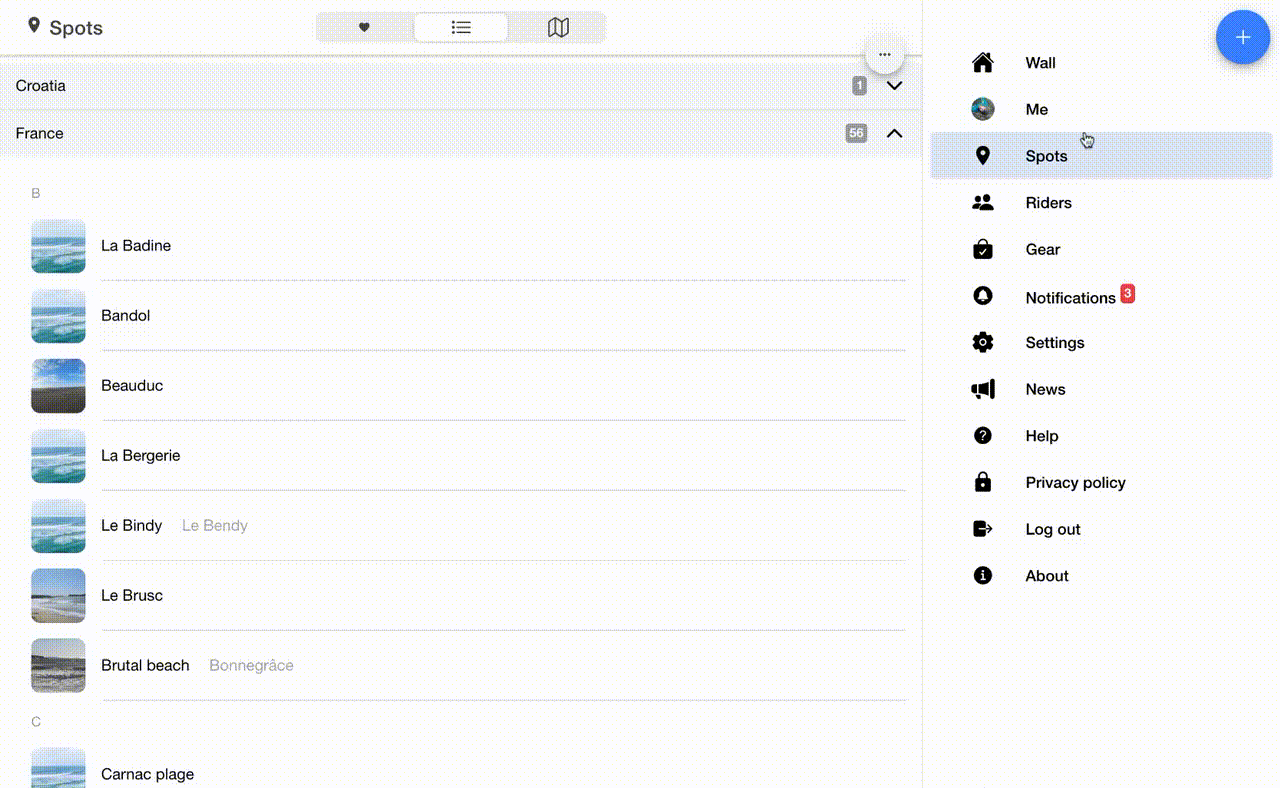 Spots
Croatia 1
France 56
B
La Badine
Bandol
Beauduc
La Bergerie
Le Bindy Le Bendy
Le Brusc
Brutal beach Bonnegrâce
C
Carnac plage
Wall
Me
Spots
Riders
Gear
Notifications 3
Settings
News
Help
Privacy policy
Log out
About